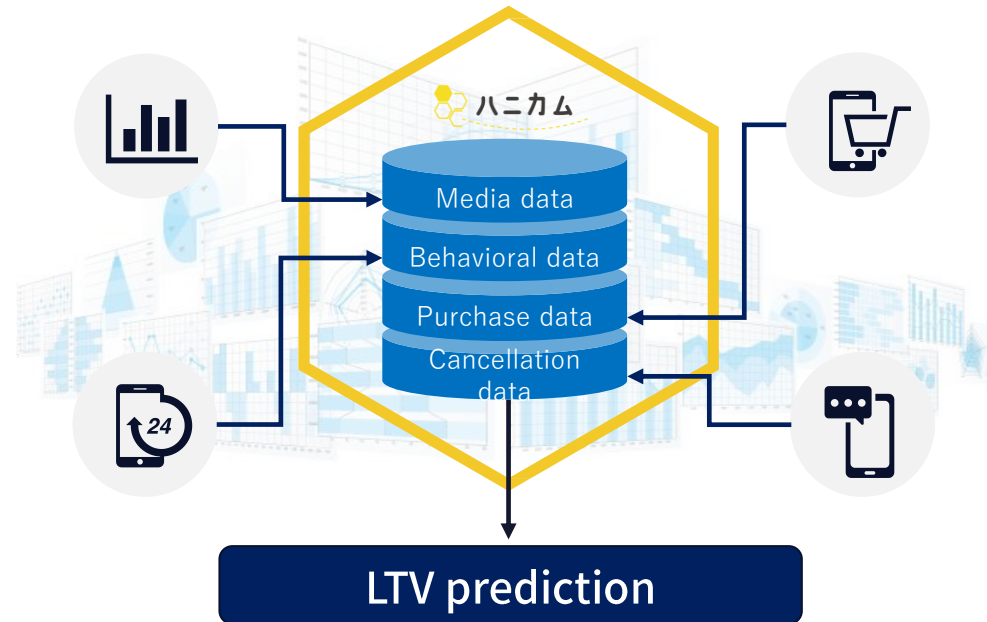 ハニカム
Media data
Behavioral data
Purchase data
Cancellation
data
24
LTV prediction